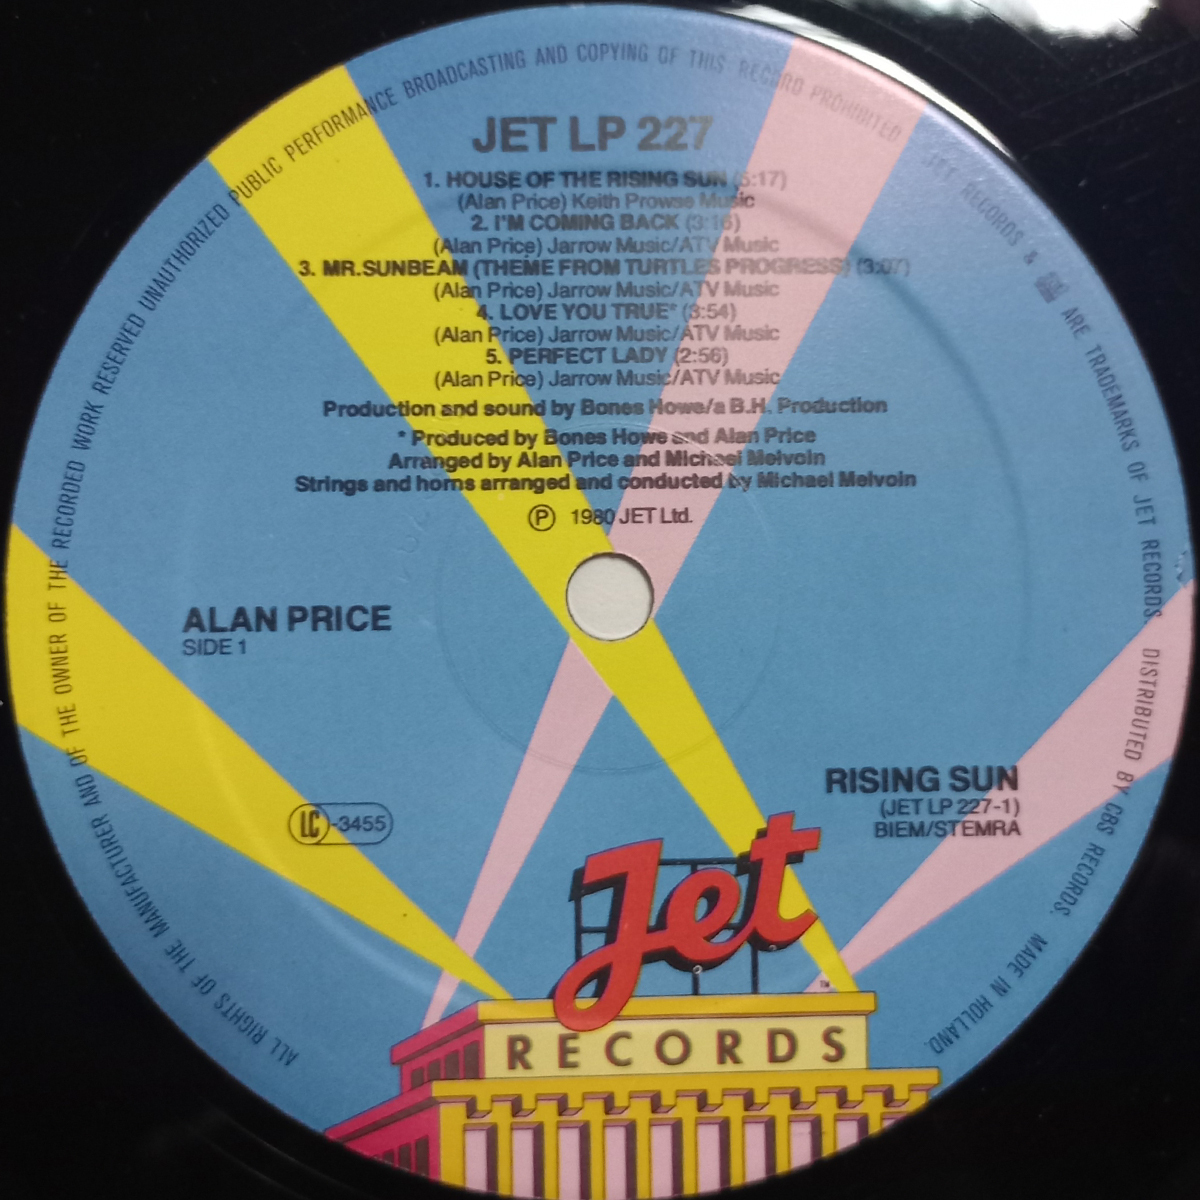 ALL RIGHTS OF THE MANUFACTURER AND OF THE OWNER OF THE RECORDED WORK RESERVED UNAUTHORIZED PUBLIC PERFORMANCE BROADCASTING AND COPYING OF THIS RECORD PROHIBITED
JET RECORDS & ARE TRADEMARKS OF JET RECORDS. DISTRIBUTED BY CBS RECORDS. MADE IN HOLLAND.
JET LP 227
1. HOUSE OF THE RISING SUN (5:17)
(Alan Price) Keith Prowse Music
2. I'M COMING BACK (3:16)
(Alan Price) Jarrow Music/ATV Music
3. MR.SUNBEAM (THEME FROM TURTLES PROGRESS) (3:07)
(Alan Price) Jarrow Music/ATV Music
4. LOVE YOU TRUE* (3:54)
(Alan Price) Jarrow Music/ATV Music
5. PERFECT LADY (2:56)
(Alan Price) Jarrow Music/ATV Music
Production and sound by Bones Howe/a B.H. Production
* Produced by Bones Howe and Alan Price
Arranged by Alan Price and Michael Melvoin
Strings and horns arranged and conducted by Michael Melvoin
Ⓟ 1980 JET Ltd.
ALAN PRICE
SIDE 1
RISING SUN
(JET LP 227-1)
BIEM/STEMRA
LC-3455
Jet
TM
RECORDS